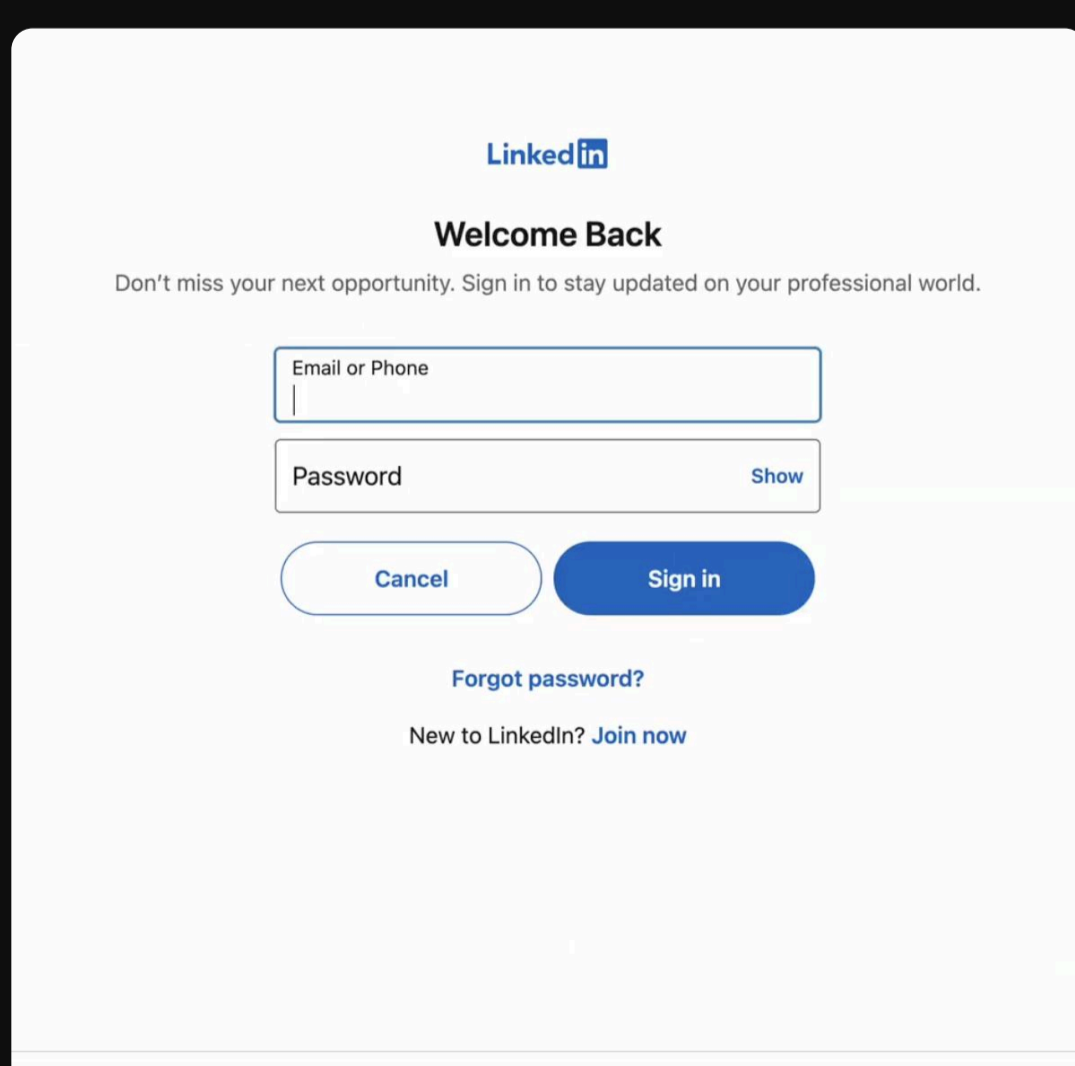 LinkedIn
Welcome Back
Don’t miss your next opportunity. Sign in to stay updated on your professional world.
Email or Phone
Password Show
Cancel Sign in
Forgot password?
New to LinkedIn? Join now